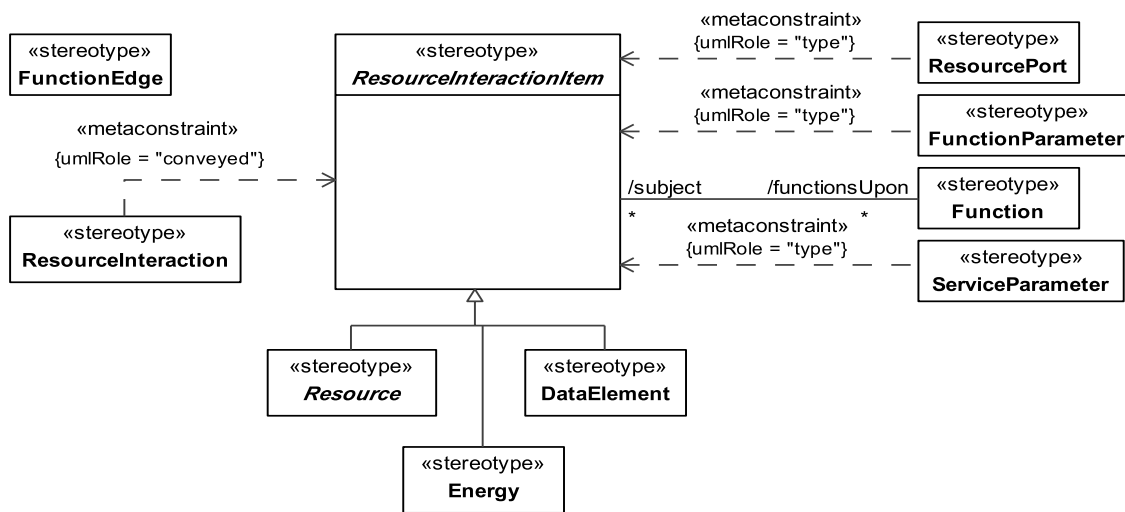 «stereotype»
FunctionEdge
«metaconstraint»
{umlRole = "conveyed"}
«stereotype»
ResourceInteraction
«stereotype»
ResourceInteractionItem
«metaconstraint»
{umlRole = "type"}
«stereotype»
ResourcePort
«metaconstraint»
{umlRole = "type"}
«stereotype»
FunctionParameter
/subject
/functionsUpon
*
*
«stereotype»
Function
«metaconstraint»
{umlRole = "type"}
«stereotype»
ServiceParameter
«stereotype»
Resource
«stereotype»
DataElement
«stereotype»
Energy